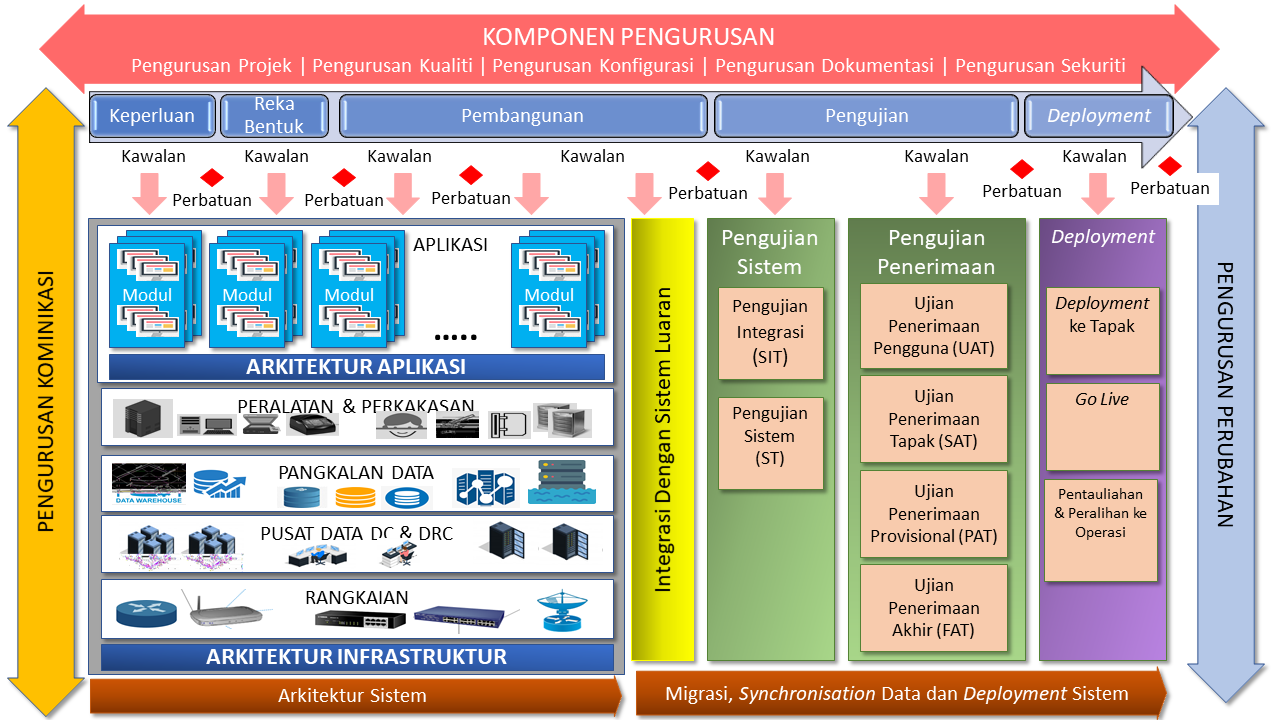 KOMPONEN PENGURUSAN
Pengurusan Projek | Pengurusan Kualiti | Pengurusan Konfigurasi | Pengurusan Dokumentasi | Pengurusan Sekuriti
PENGURUSAN KOMINIKASI
Keperluan
Reka
Bentuk
Pembangunan
Pengujian
Deployment
Kawalan
Kawalan
Kawalan
Kawalan
Kawalan
Kawalan
Kawalan
Perbatuan
Perbatuan
Perbatuan
Perbatuan
Perbatuan
Perbatuan
APLIKASI
Modul
Modul
Modul
Modul
.....
ARKITEKTUR APLIKASI
PERALATAN & PERKAKASAN
PANGKALAN DATA
DATA WAREHOUSE
PUSAT DATA DC & DRC
RANGKAIAN
ARKITEKTUR INFRASTRUKTUR
Integrasi Dengan Sistem Luaran
Pengujian
Sistem
Pengujian
Integrasi
(SIT)
Pengujian
Sistem
(ST)
Pengujian
Penerimaan
Ujian
Penerimaan
Pengguna (UAT)
Ujian
Penerimaan
Tapak (SAT)
Ujian
Penerimaan
Provisional (PAT)
Ujian
Penerimaan
Akhir (FAT)
Deployment
Deployment
ke Tapak
Go Live
Pentauliahan
& Peralihan ke
Operasi
PENGURUSAN PERUBAHAN
Arkitektur Sistem
Migrasi, Synchronisation Data dan Deployment Sistem